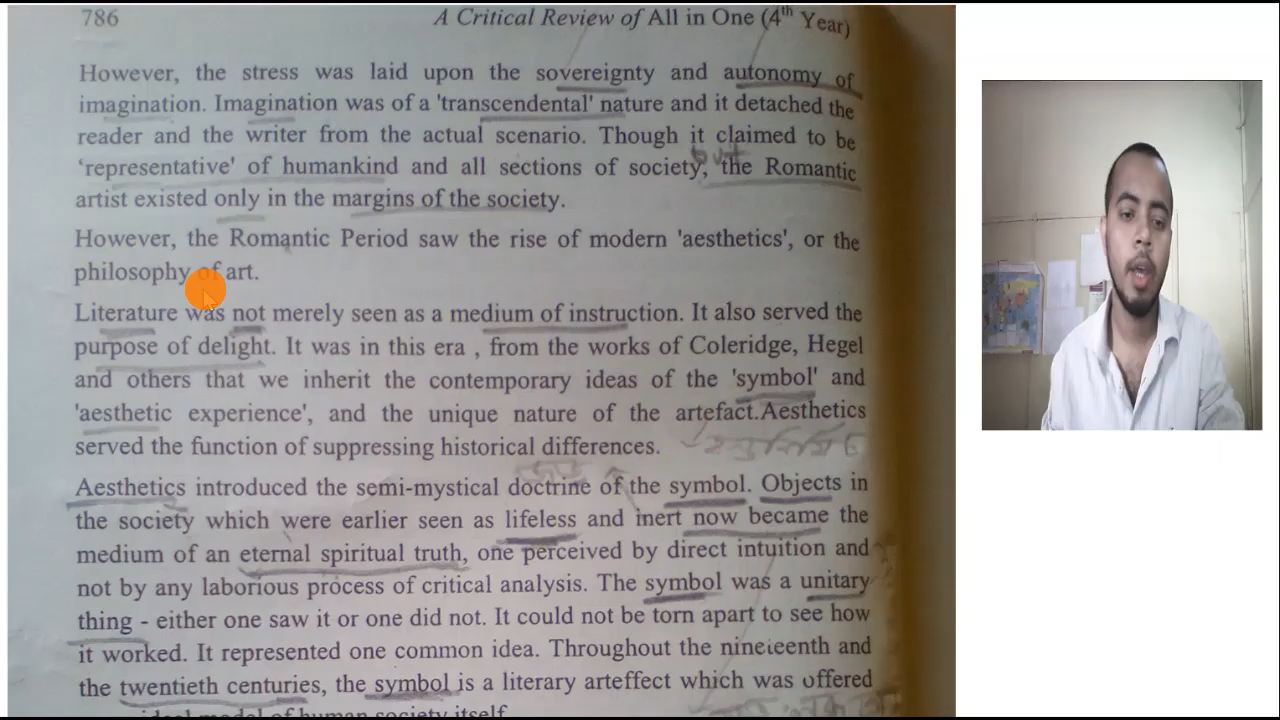 786
A Critical Review of All in One (4th Year)
However, the stress was laid upon the sovereignty and autonomy of
imagination. Imagination was of a 'transcendental' nature and it detached the
reader and the writer from the actual scenario. Though it claimed to be
'representative' of humankind and all sections of society, the Romantic
but
artist existed only in the margins of the society.
However, the Romantic Period saw the rise of modern 'aesthetics', or the
philosophy of art.
Literature was not merely seen as a medium of instruction. It also served the
purpose of delight. It was in this era , from the works of Coleridge, Hegel
and others that we inherit the contemporary ideas of the 'symbol' and
'aesthetic experience', and the unique nature of the artefact.Aesthetics
served the function of suppressing historical differences.
Aesthetics introduced the semi-mystical doctrine of the symbol. Objects in
the society which were earlier seen as lifeless and inert now became the
medium of an eternal spiritual truth, one perceived by direct intuition and
not by any laborious process of critical analysis. The symbol was a unitary
thing - either one saw it or one did not. It could not be torn apart to see how
it worked. It represented one common idea. Throughout the nineteenth and
the twentieth centuries, the symbol is a literary arteffect which was offered
ideal model of human society itself.